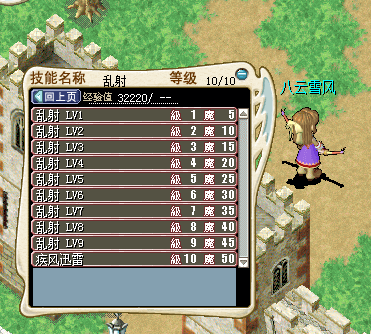 技能名称 乱射 等级 10/10
回上页 经验值 32220/ --
乱射 LV1 級 1 魔 5
乱射 LV2 級 2 魔 10
乱射 LV3 級 3 魔 15
乱射 LV4 級 4 魔 20
乱射 LV5 級 5 魔 25
乱射 LV6 級 6 魔 30
乱射 LV7 級 7 魔 35
乱射 LV8 級 8 魔 40
乱射 LV9 級 9 魔 45
疾风迅雷 級 10 魔 50
八云雪风